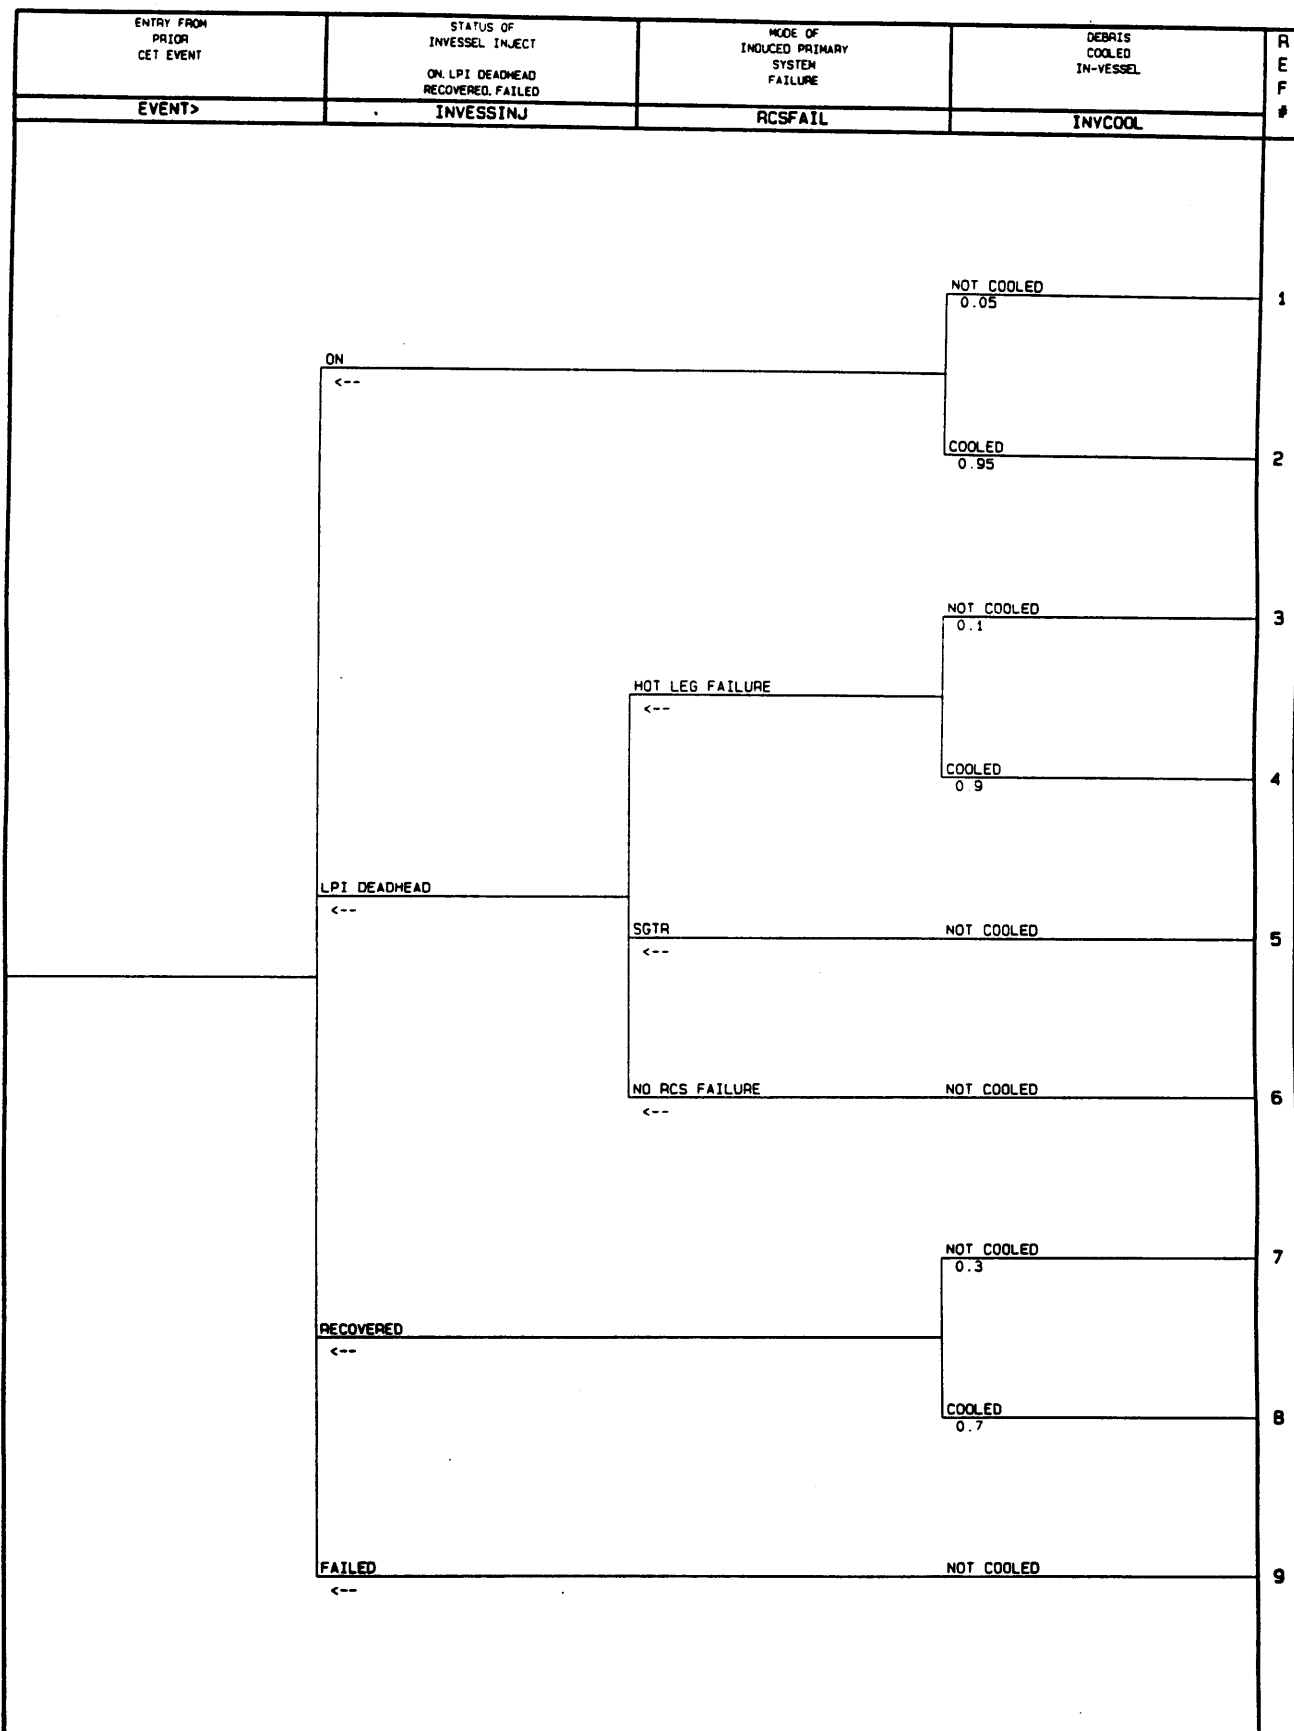 ENTRY FROM
PRIOR
CET EVENT
STATUS OF
INVESSEL INJECT
ON, LPI DEADHEAD
RECOVERED, FAILED
MODE OF
INDUCED PRIMARY
SYSTEM
FAILURE
DEBRIS
COOLED
IN-VESSEL
R
E
F
#
EVENT>
INVESSINJ
RCSFAIL
INVCOOL
NOT COOLED
0.05
1
ON
<--
COOLED
0.95
2
NOT COOLED
0.1
3
HOT LEG FAILURE
<--
COOLED
0.9
4
LPI DEADHEAD
<--
SGTR
<--
NOT COOLED
5
NO RCS FAILURE
<--
NOT COOLED
6
NOT COOLED
0.3
7
RECOVERED
<--
COOLED
0.7
8
FAILED
<--
NOT COOLED
9